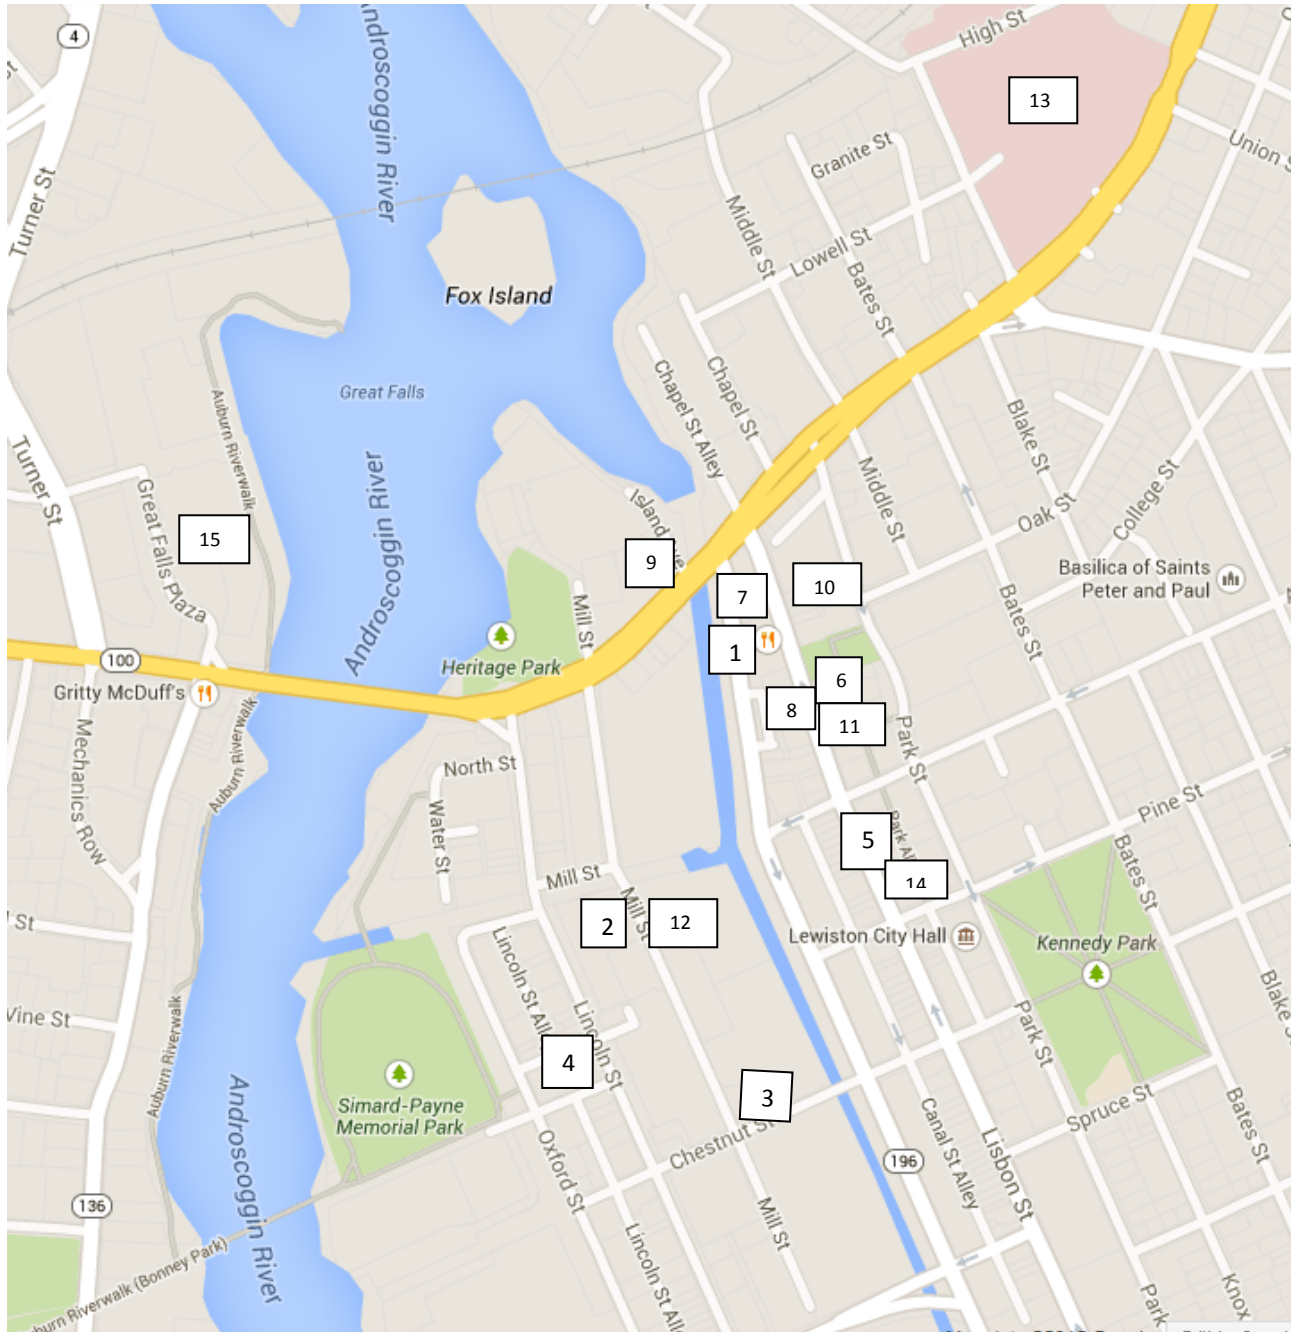 4
Androscoggin River
High St
13
Union S
Turner St
Granite St
Middle St
Lowell St
Bates St
Fox Island
Great Falls
Auburn Riverwalk
Chapel St
Chapel St Alley
Blake St
College St
Turner St
Great Falls Plaza
15
Androscoggin River
Island Ave
Middle St
Oak St
9
10
7
Basilica of Saints
Peter and Paul
Mill St
Bates St
Heritage Park
1
100
Gritty McDuff's
6
8
11
Auburn Riverwalk
Mechanics Row
North St
Water St
Park St
Pine St
5
Park Al
14
Bates St
Mill St
Mill St
2
12
l St
Lewiston City Hall
Kennedy Park
Lincoln St Alle
Lincoln St
Vine St
Auburn Riverwalk
Blake S
Park St
4
3
Simard-Payne
Memorial Park
Androscoggin River
Spruce St
Chestnut St
Canal St Alley
Lisbon St
Bates St
Oxford St
196
136
Mill St
uburn Riverwalk (Bonney Park)
Lincoln St All
Park
Knox